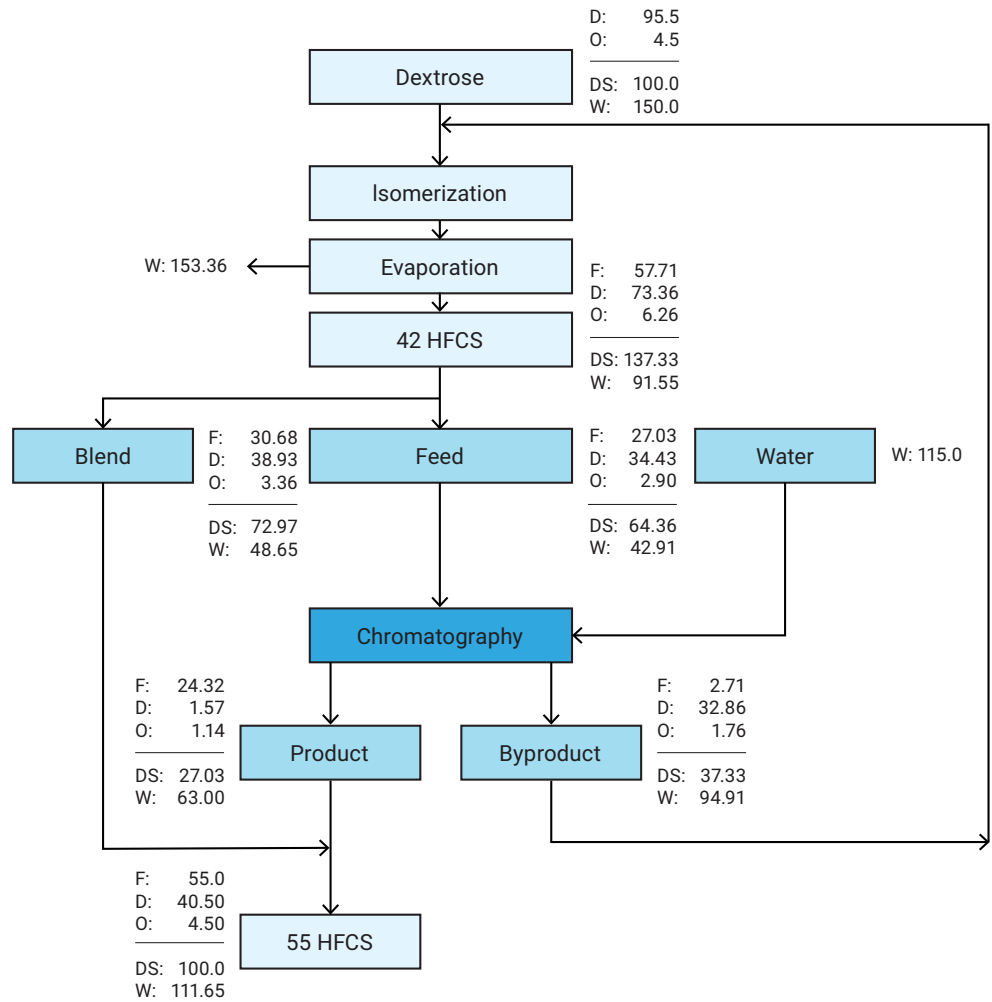 D: 95.5
O: 4.5
Dextrose
DS: 100.0
W: 150.0
Isomerization
W: 153.36
Evaporation
F: 57.71
D: 73.36
O: 6.26
42 HFCS
DS: 137.33
W: 91.55
Blend
F: 30.68
D: 38.93
O: 3.36
DS: 72.97
W: 48.65
Feed
F: 27.03
D: 34.43
O: 2.90
DS: 64.36
W: 42.91
Water
W: 115.0
Chromatography
F: 24.32
D: 1.57
O: 1.14
DS: 27.03
W: 63.00
Product
Byproduct
F: 2.71
D: 32.86
O: 1.76
DS: 37.33
W: 94.91
F: 55.0
D: 40.50
O: 4.50
DS: 100.0
W: 111.65
55 HFCS